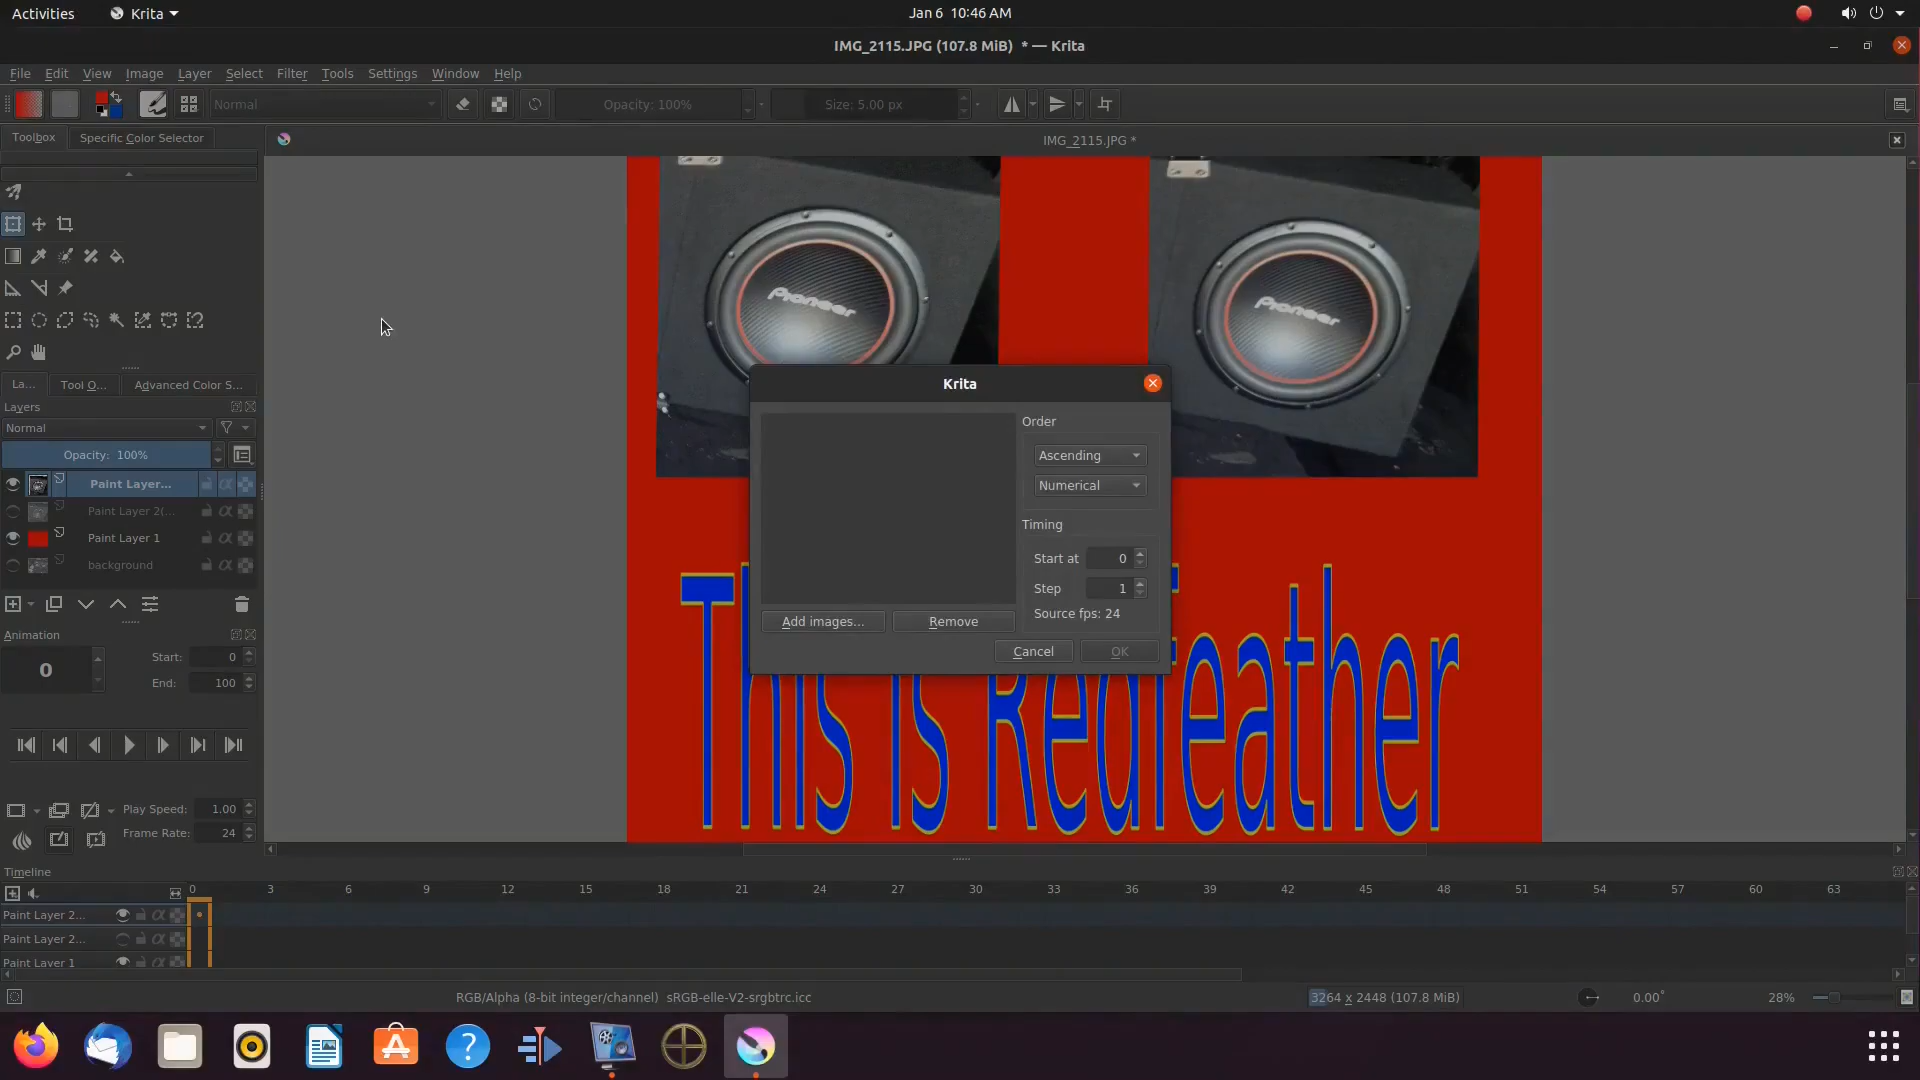 Activities Krita Jan 6 10:46 AM
IMG_2115.JPG (107.8 MiB) * — Krita
File Edit View Image Layer Select Filter Tools Settings Window Help
Normal Opacity: 100% Size: 5.00 px
Toolbox Specific Color Selector IMG_2115.JPG *
Pioneer Pioneer
La... Tool O... Advanced Color S...
Layers
Normal
Opacity: 100%
Paint Layer...
Paint Layer 2(...
Paint Layer 1
background
Krita
Order
Ascending
Numerical
Timing
Start at 0
Step 1
Source fps: 24
Add images... Remove
Cancel OK
This is Redfeather
Animation
0 Start: 0
End: 100
Play Speed: 1.00
Frame Rate: 24
Timeline
0 3 6 9 12 15 18 21 24 27 30 33 36 39 42 45 48 51 54 57 60 63
Paint Layer 2...
Paint Layer 2...
Paint Layer 1
RGB/Alpha (8-bit integer/channel) sRGB-elle-V2-srgbtrc.icc 3264 x 2448 (107.8 MiB) 0.00° 28%